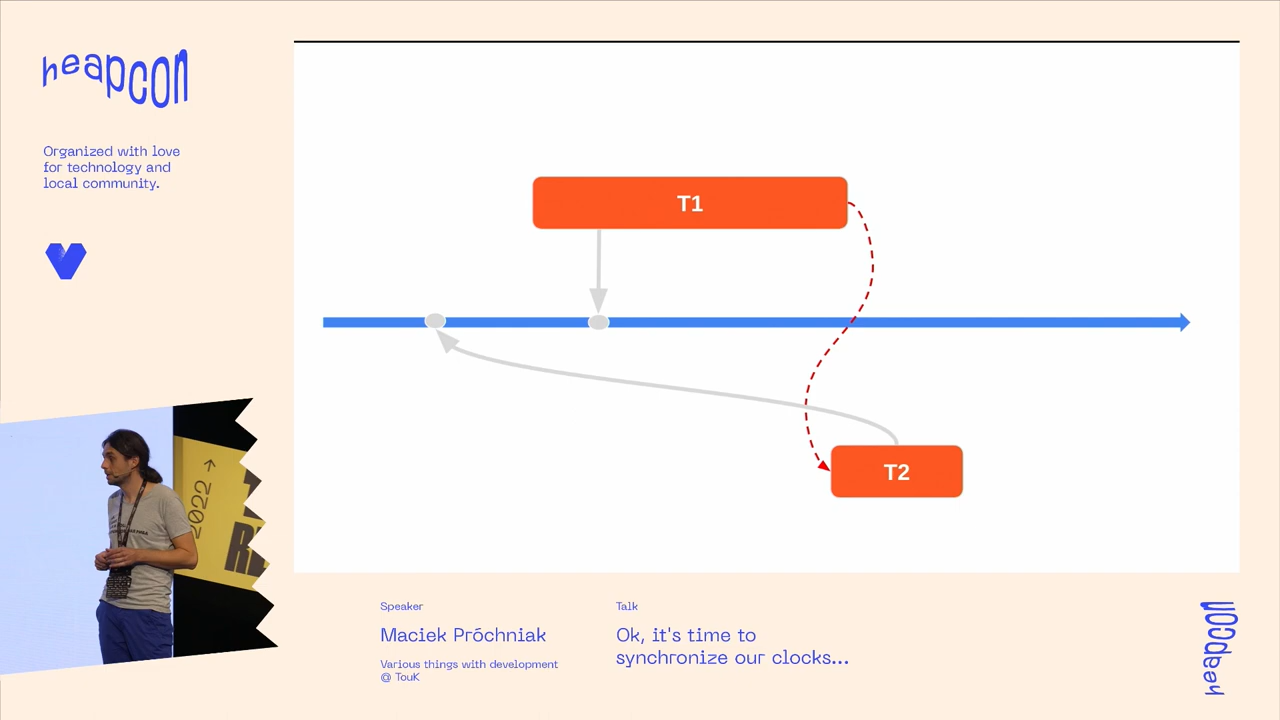 heapcon
Organized with love
for technology and
local community.
T1
T2
2022 →
Speaker
Maciek Próchniak
Various things with development
@ TouK
Talk
Ok, it's time to
synchronize our clocks...
heapcon